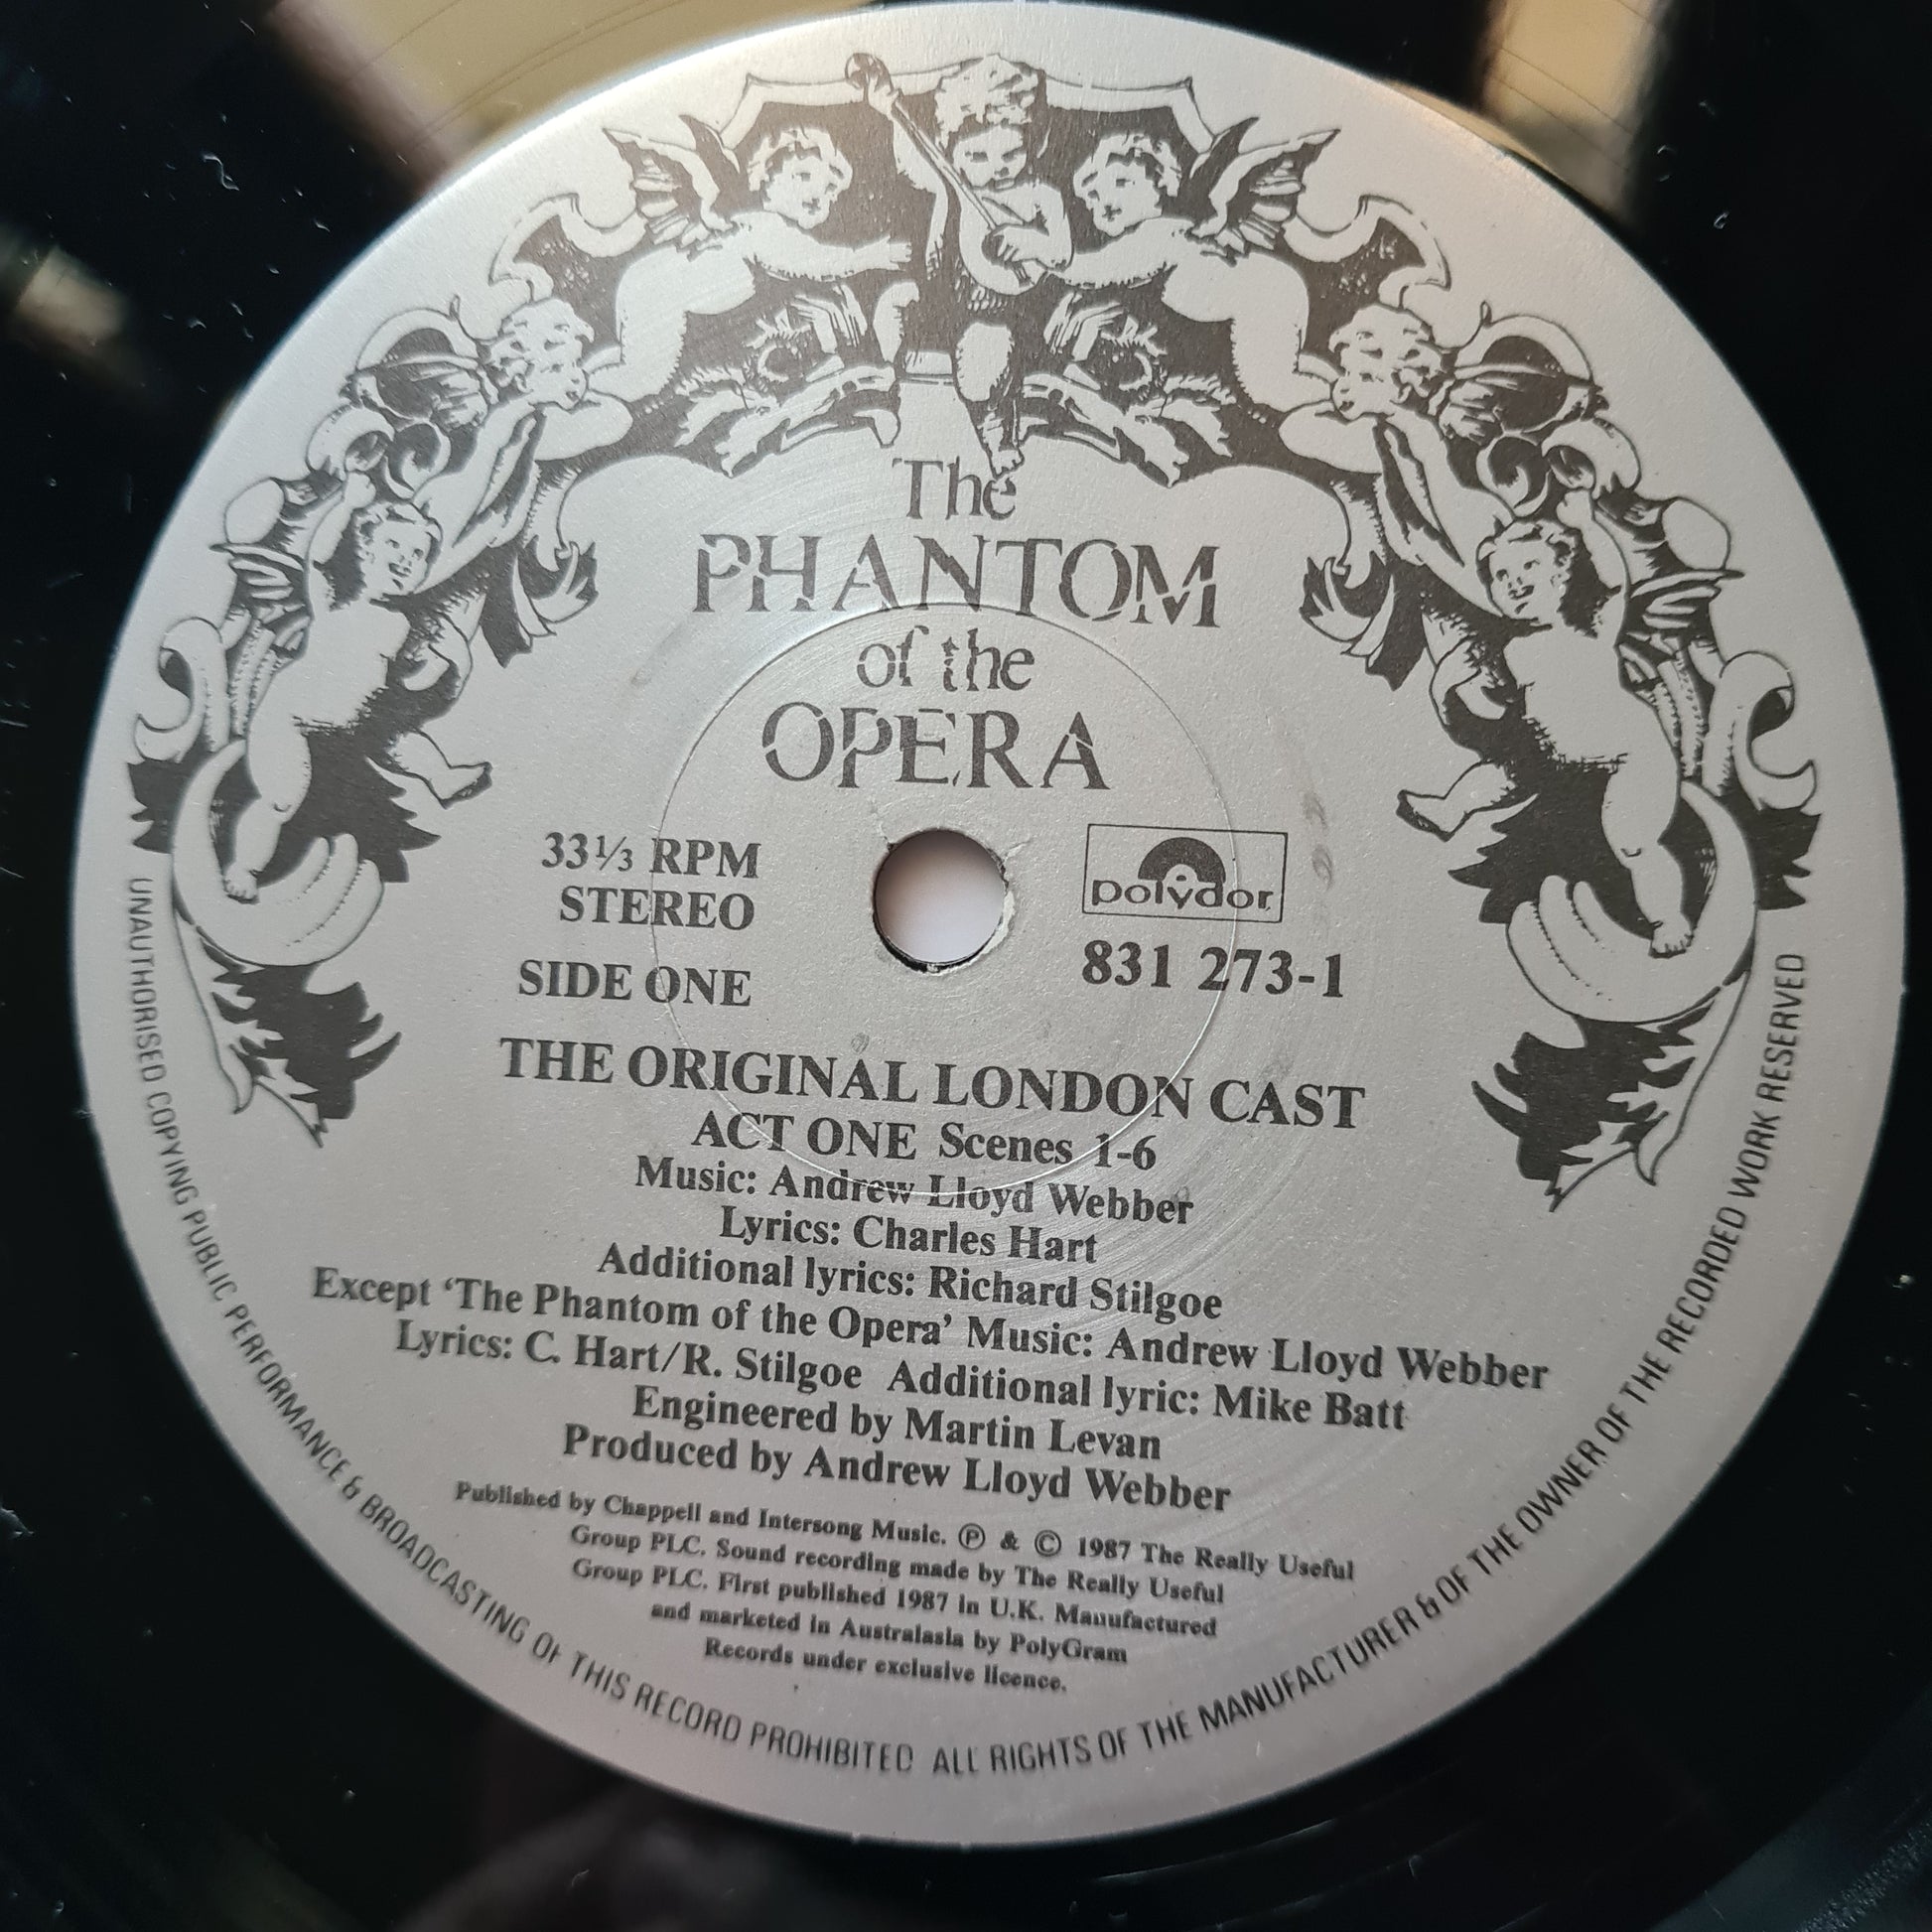 The
PHANTOM
of the
OPERA
33⅓ RPM
STEREO
SIDE ONE
polydor
831 273-1
THE ORIGINAL LONDON CAST
ACT ONE Scenes 1-6
Music: Andrew Lloyd Webber
Lyrics: Charles Hart
Additional lyrics: Richard Stilgoe
Except ‘The Phantom of the Opera’ Music: Andrew Lloyd Webber
Lyrics: C. Hart/R. Stilgoe Additional lyric: Mike Batt
Engineered by Martin Levan
Produced by Andrew Lloyd Webber
Published by Chappell and Intersong Music. ℗ & © 1987 The Really Useful
Group PLC. Sound recording made by The Really Useful
Group PLC. First published 1987 in U.K. Manufactured
and marketed in Australasia by PolyGram
Records under exclusive licence.
UNAUTHORISED COPYING PUBLIC PERFORMANCE & BROADCASTING OF THIS RECORD PROHIBITED ALL RIGHTS OF THE MANUFACTURER & OF THE OWNER OF THE RECORDED WORK RESERVED